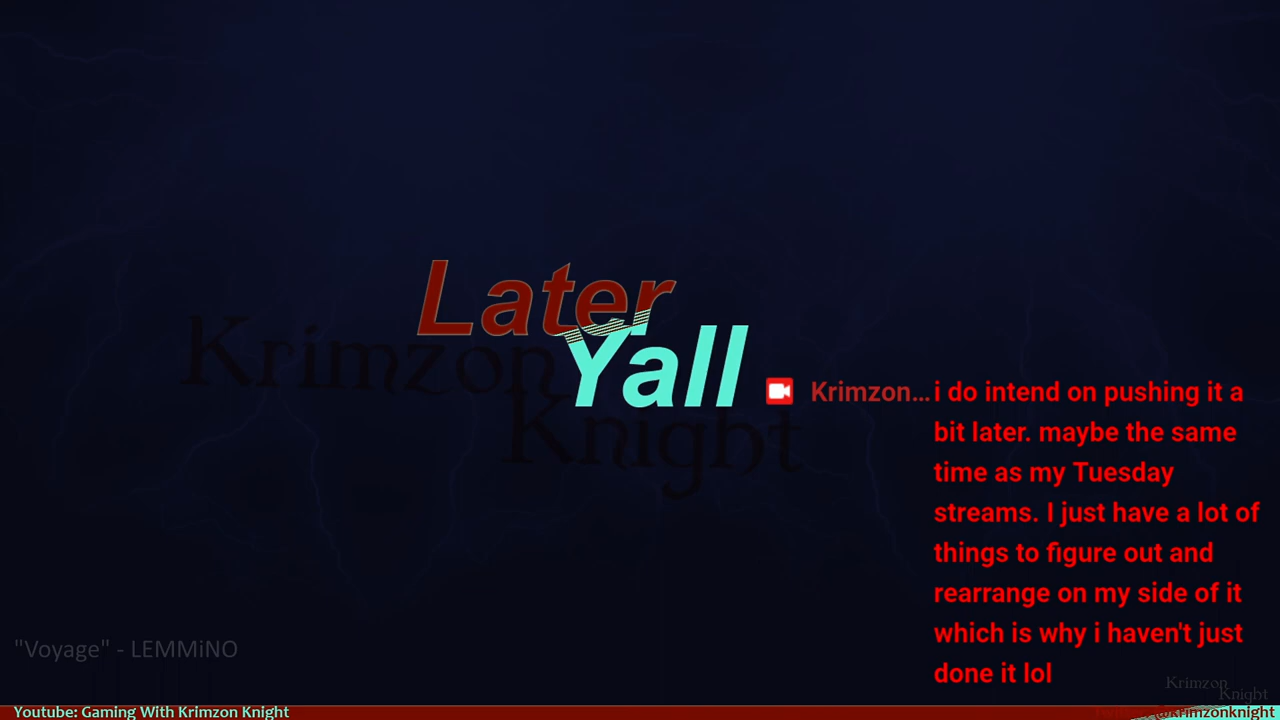 Later
Yall
Krimzon
Knight
Krimzon... i do intend on pushing it a
bit later. maybe the same
time as my Tuesday
streams. I just have a lot of
things to figure out and
rearrange on my side of it
which is why i haven't just
done it lol
"Voyage" - LEMMiNO
Krimzon
Knight
Youtube: Gaming With Krimzon Knight
@krimzonknight